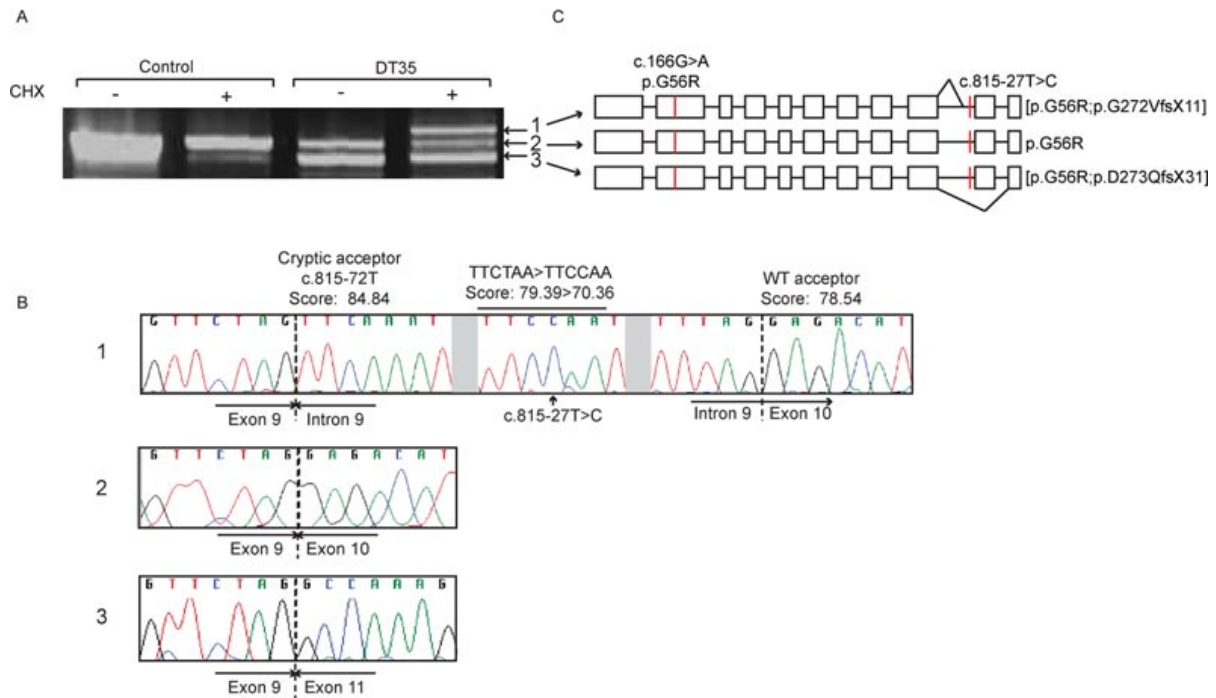 A
Control
DT35
CHX
-
+
-
+
1
2
3
C
c.166G>A
p.G56R
c.815-27T>C
[p.G56R;p.G272VfsX11]
p.G56R
[p.G56R;p.D273QfsX31]
B
Cryptic acceptor
c.815-72T
Score: 84.84
TTCTAA>TTCCAA
Score: 79.39>70.36
WT acceptor
Score: 78.54
1
G T T C T A G T T C A A A T T T C C A A T T T T A G G A G A C A T
Exon 9
Intron 9
c.815-27T>C
Intron 9
Exon 10
2
G T T C T A G G A G A C A T
Exon 9
Exon 10
3
G T T C T A G G C C A A A G
Exon 9
Exon 11